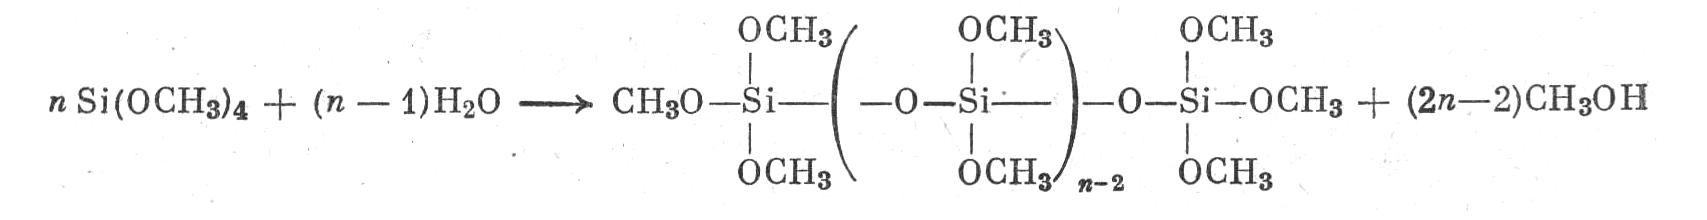 OCH₃ OCH₃ OCH₃
n Si(OCH₃)₄ + (n — 1)H₂O ⟶ CH₃O—Si—(—O—Si—)ₙ₋₂—O—Si—OCH₃ + (2n—2)CH₃OH
OCH₃ OCH₃ OCH₃